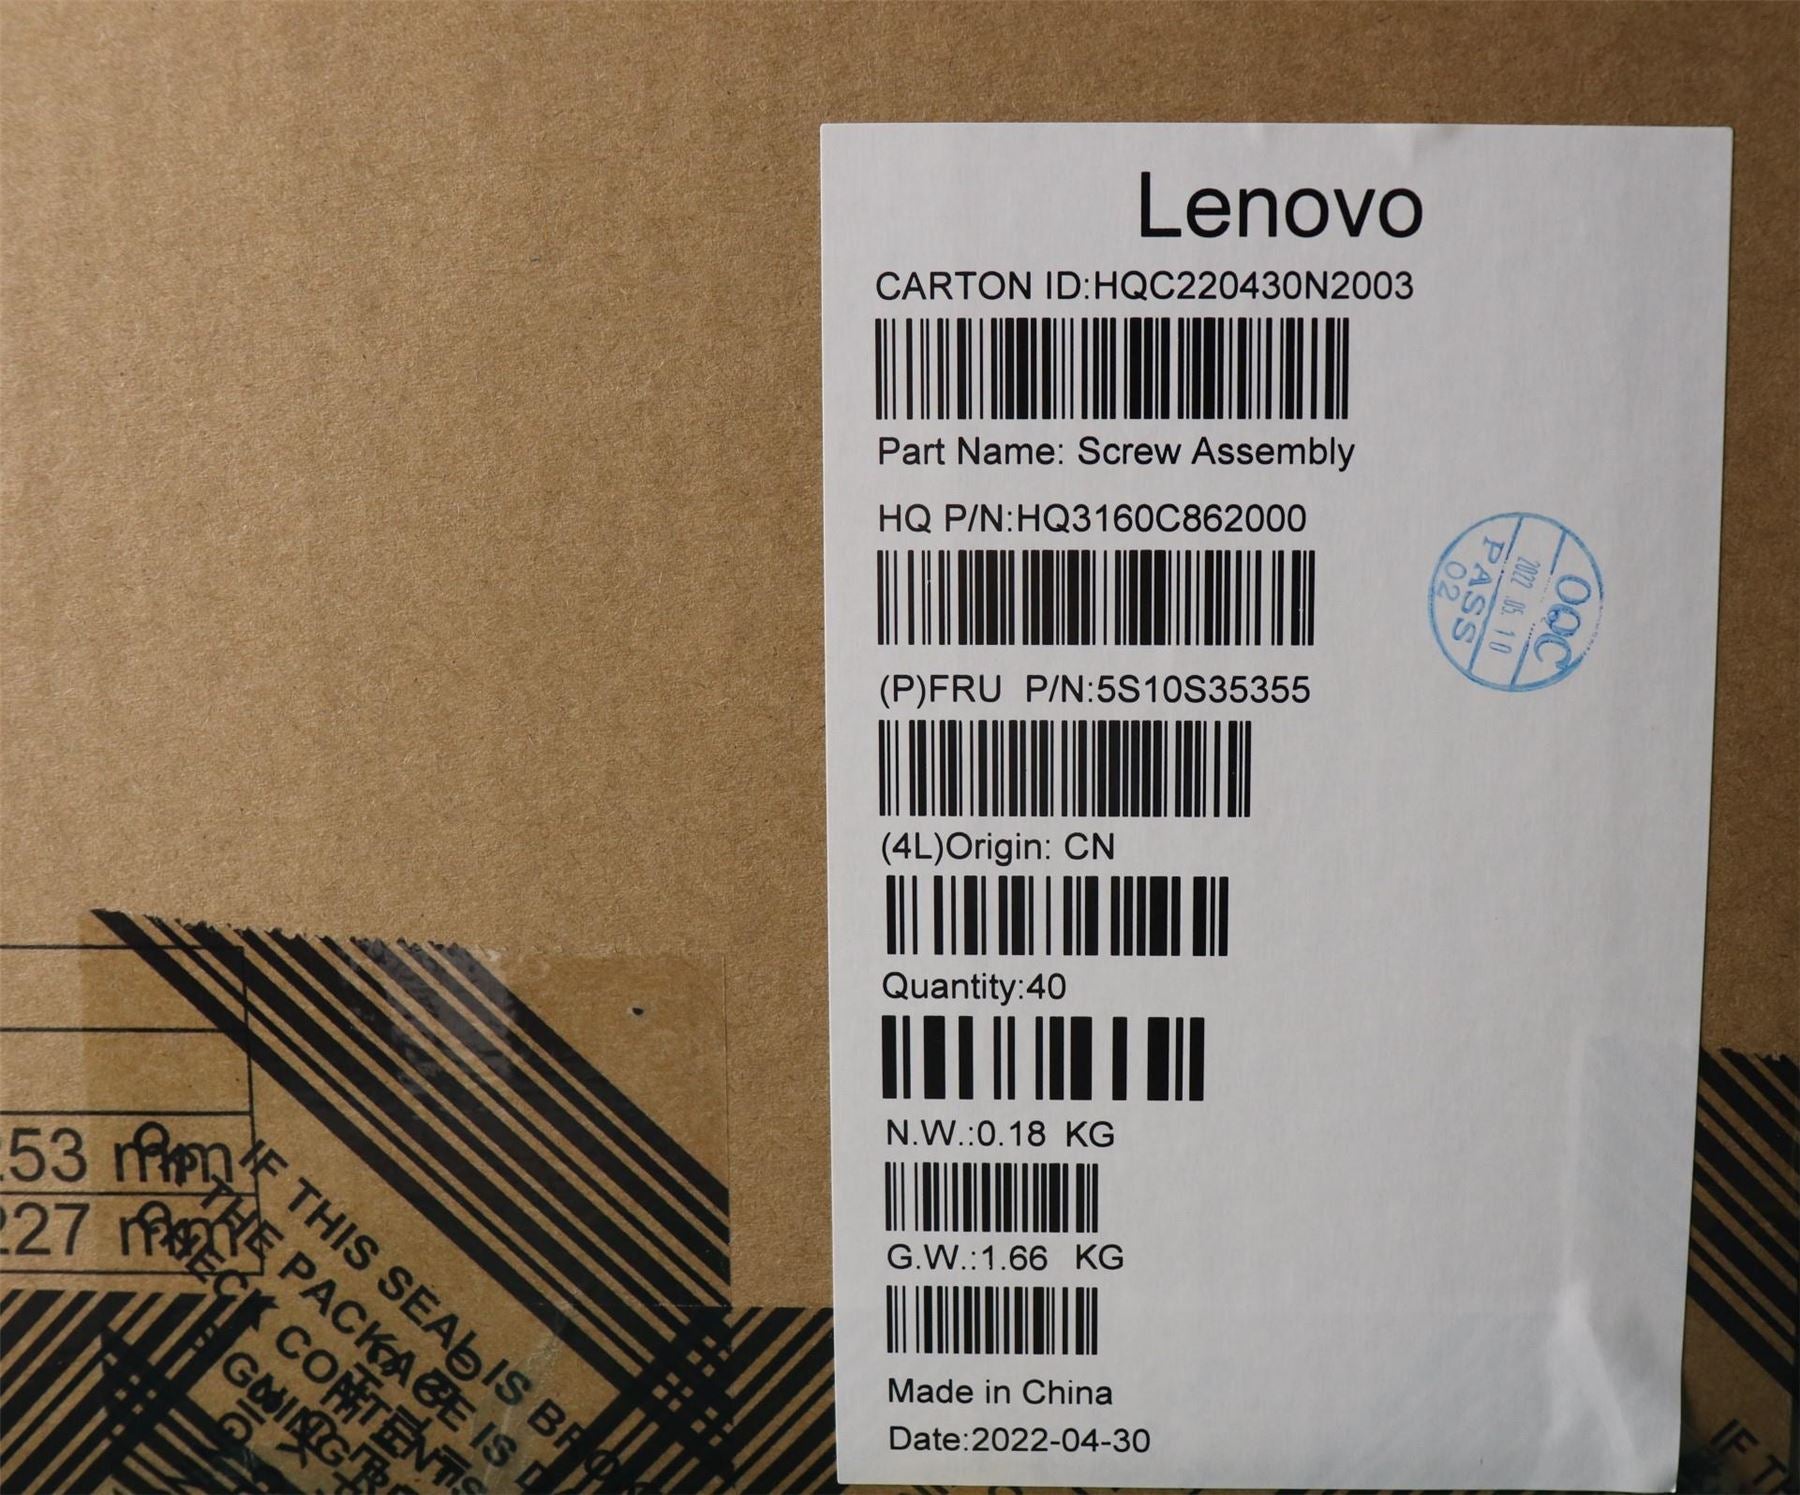 Lenovo
CARTON ID:HQC220430N2003
Part Name: Screw Assembly
HQ P/N:HQ3160C862000
(P)FRU P/N:5S10S35355
(4L)Origin: CN
Quantity:40
N.W.:0.18 KG
G.W.:1.66 KG
Made in China
Date:2022-04-30
OQC
2022.05.10
PASS
02
53 mm
227 mm
IF THIS SEAL IS
THE PACKAGE IS
CHECK CONTENTS
IF